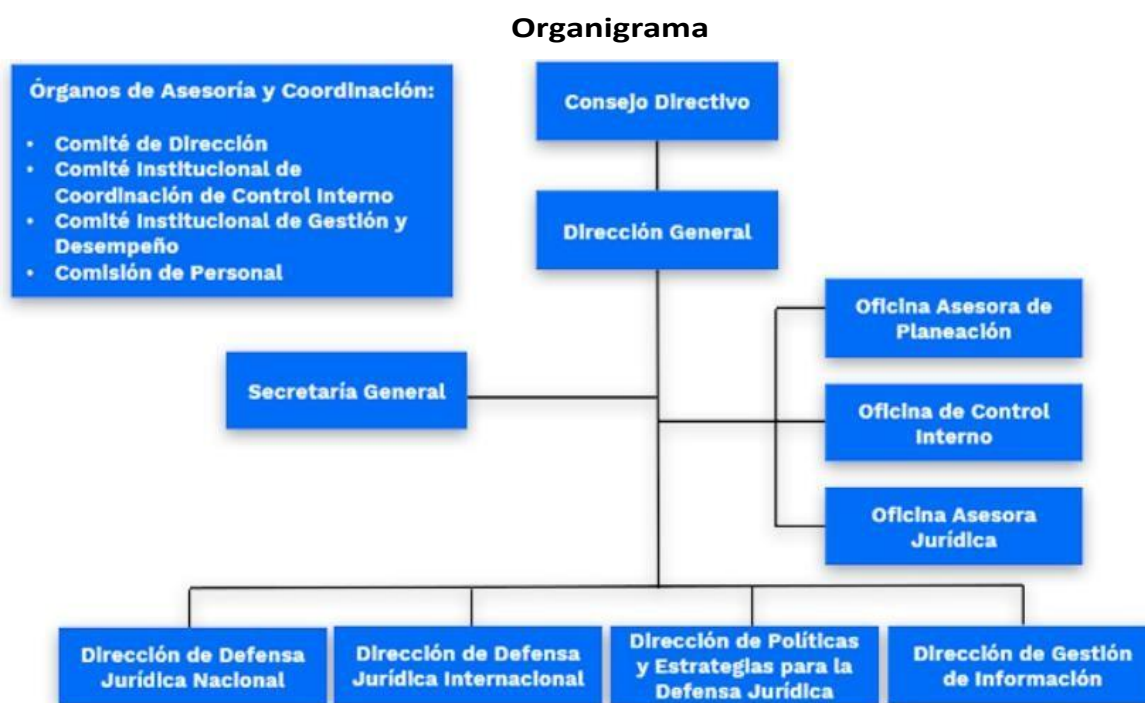 Organigrama
Órganos de Asesoría y Coordinación:
• Comité de Dirección
• Comité Institucional de
Coordinación de Control Interno
• Comité Institucional de Gestión y
Desempeño
• Comisión de Personal
Consejo Directivo
Dirección General
Secretaría General
Oficina Asesora de
Planeación
Oficina de Control
Interno
Oficina Asesora
Jurídica
Dirección de Defensa
Jurídica Nacional
Dirección de Defensa
Jurídica Internacional
Dirección de Políticas
y Estrategias para la
Defensa Jurídica
Dirección de Gestión
de Información